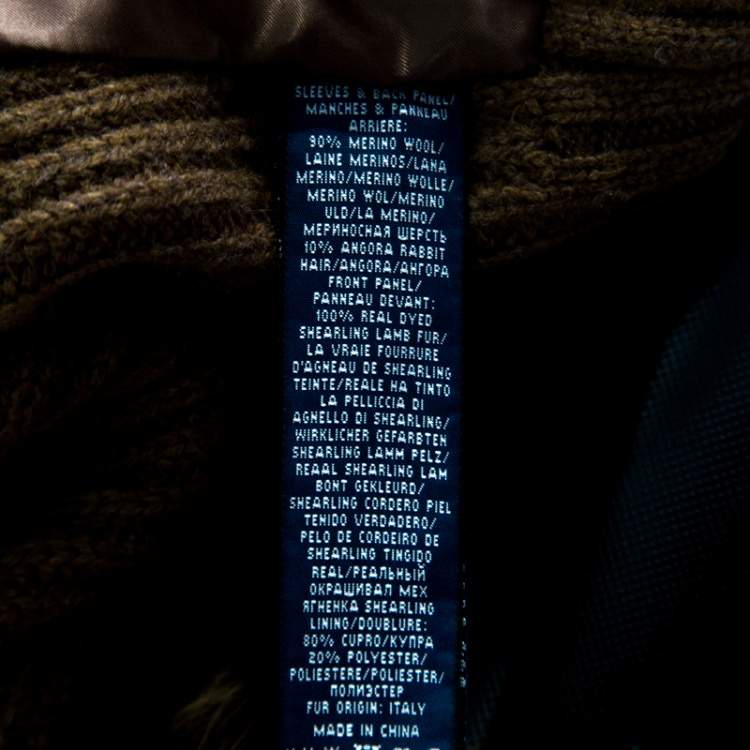 SLEEVES & BACK PANEL/
MANCHES & PANNEAU
ARRIERE:
90% MERINO WOOL/
LAINE MERINOS/LANA
MERINO/MERINO WOLLE/
MERINO WOL/MERINO
ULD/LA MERINO/
МЕРИНОСНАЯ ШЕРСТЬ
10% ANGORA RABBIT
HAIR/ANGORA/АНГОРА
FRONT PANEL/
PANNEAU DEVANT:
100% REAL DYED
SHEARLING LAMB FUR/
LA VRAIE FOURRURE
D'AGNEAU DE SHEARLING
TEINTE/REALE HA TINTO
LA PELLICCIA DI
AGNELLO DI SHEARLING/
WIRKLICHER GEFARBTEN
SHEARLING LAMM PELZ/
REAAL SHEARLING LAM
BONT GEKLEURD/
SHEARLING CORDERO PIEL
TENIDO VERDADERO/
PELO DE CORDEIRO DE
SHEARLING TINGIDO
REAL/РЕАЛЬНЫЙ
ОКРАШИВАЛ МЕХ
ЯГНЕНКА SHEARLING
LINING/DOUBLURE:
80% CUPRO/КУПРА
20% POLYESTER/
POLIESTERE/POLIESTER/
ПОЛИЭСТЕР
FUR ORIGIN: ITALY
MADE IN CHINA